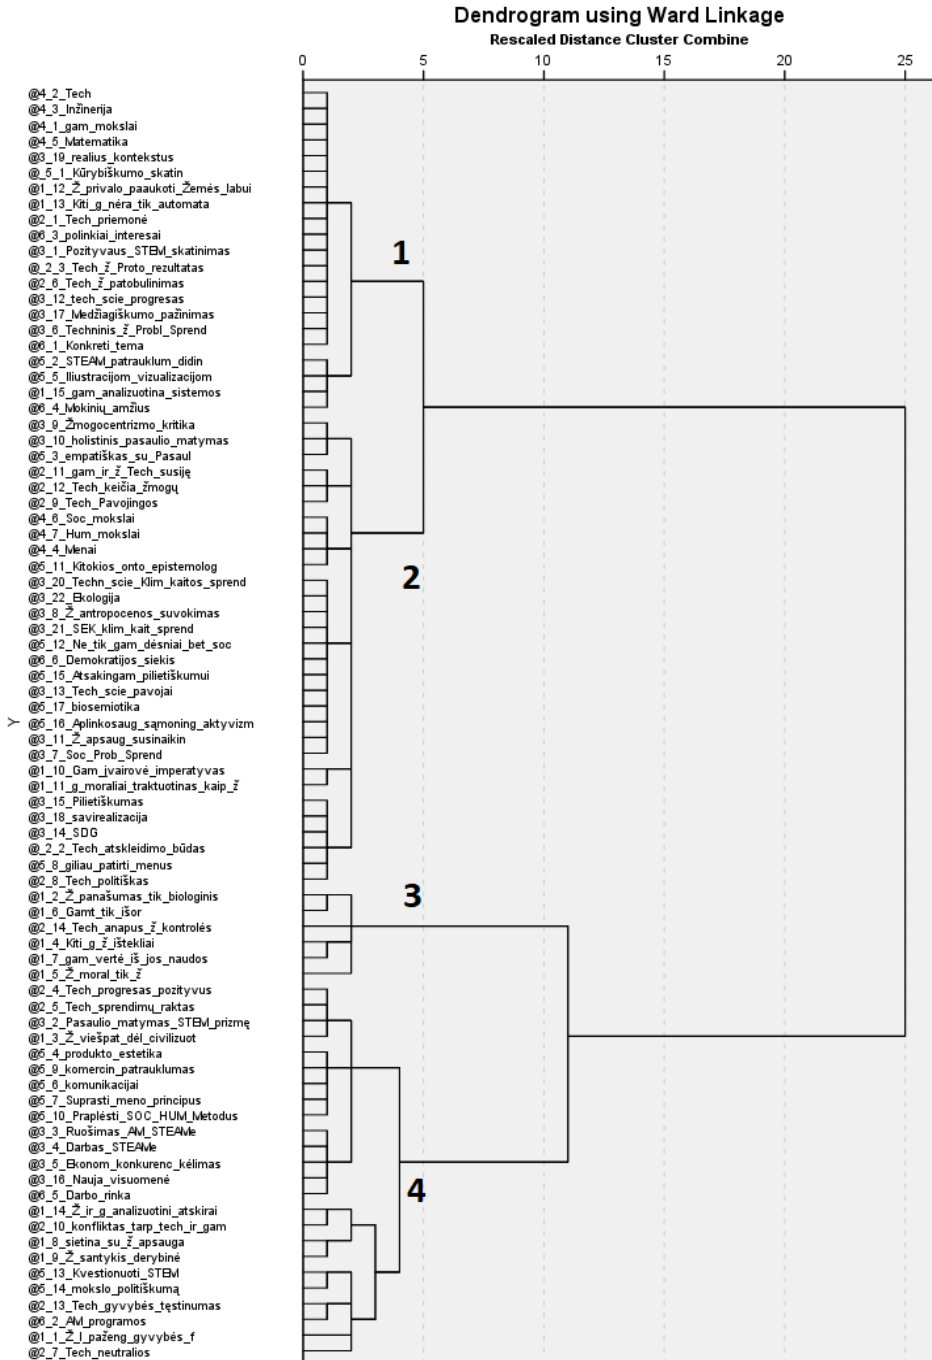 Dendrogram using Ward Linkage
Rescaled Distance Cluster Combine
0 5 10 15 20 25
@4_2_Tech
@4_3_Inžinerija
@4_1_gam_mokslai
@4_5_Matematika
@3_19_realius_kontekstus
@_5_1_Kūrybiškumo_skatin
@1_12_Ž_privalo_paaukoti_Žemės_labui
@1_13_Kiti_g_nėra_tik_automata
@2_1_Tech_priemonė
@6_3_polinkiai_interesai
@3_1_Pozityvaus_STEM_skatinimas
1
@_2_3_Tech_ž_Proto_rezultatas
@2_6_Tech_ž_patobulinimas
@3_12_tech_scie_progresas
@3_17_Medžiagiškumo_pažinimas
@3_6_Techninis_ž_Probl_Sprend
@6_1_Konkreti_tema
@5_2_STEAM_patrauklum_didin
@5_5_Iliustracijom_vizualizacijom
@1_15_gam_analizuotina_sistemos
@6_4_Mokinių_amžius
@3_9_Žmogocentrizmo_kritika
@3_10_holistinis_pasaulio_matymas
@5_3_empatiškas_su_Pasaul
@2_11_gam_ir_ž_Tech_susiję
@2_12_Tech_keičia_žmogų
@2_9_Tech_Pavojingos
@4_6_Soc_mokslai
@4_7_Hum_mokslai
@4_4_Menai
@5_11_Kitokios_onto_epistemolog
2
@3_20_Techn_scie_Klim_kaitos_sprend
@3_22_Ekologija
@3_8_Ž_antropocenos_suvokimas
@3_21_SEK_klim_kait_sprend
@5_12_Ne_tik_gam_dėsniai_bet_soc
@6_6_Demokratijos_siekis
@5_15_Atsakingam_pilietiškumui
@3_13_Tech_scie_pavojai
@5_17_biosemiotika
Y
@5_16_Aplinkosaug_sąmoning_aktyvizm
@3_11_Ž_apsaug_susinaikin
@3_7_Soc_Prob_Sprend
@1_10_Gam_įvairovė_imperatyvas
@1_11_g_moraliai_traktuotinas_kaip_ž
@3_15_Pilietiškumas
@3_18_savirealizacija
@3_14_SDG
@_2_2_Tech_atskleidimo_būdas
@5_8_giliau_patirti_menus
@2_8_Tech_politiškas
@1_2_Ž_panašumas_tik_biologinis
3
@1_6_Gamt_tik_išor
@2_14_Tech_anapus_ž_kontrolės
@1_4_Kiti_g_ž_ištekliai
@1_7_gam_vertė_iš_jos_naudos
@1_5_Ž_moral_tik_ž
@2_4_Tech_progresas_pozityvus
@2_5_Tech_sprendimų_raktas
@3_2_Pasaulio_matymas_STEM_prizmę
@1_3_Ž_viešpat_dėl_civilizuot
@5_4_produkto_estetika
@5_9_komercin_patrauklumas
@5_6_komunikacijai
@5_7_Suprasti_meno_principus
@5_10_Praplėsti_SOC_HUM_Metodus
@3_3_Ruošimas_AM_STEAMe
@3_4_Darbas_STEAMe
@3_5_Ekonom_konkurenc_kėlimas
@3_16_Nauja_visuomenė
4
@6_5_Darbo_rinka
@1_14_Ž_ir_g_analizuotini_atskirai
@2_10_konfliktas_tarp_tech_ir_gam
@1_8_sietina_su_ž_apsauga
@1_9_Ž_santykis_derybinė
@5_13_Kvestionuoti_STEM
@5_14_mokslo_politiškumą
@2_13_Tech_gyvybės_tęstinumas
@6_2_AM_programos
@1_1_Ž_l_paženg_gyvybės_f
@2_7_Tech_neutralios